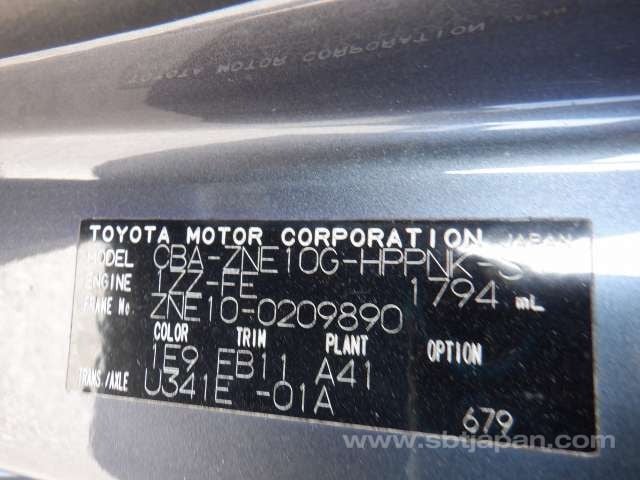 TOYOTA MOTOR CORPORATION JAPAN
MODEL CBA-ZNE10G-HPPNK-S
ENGINE 1ZZ-FE 1794 mL
FRAME No ZNE10-0209890
COLOR TRIM PLANT OPTION
1E9 EB11 A41
TRANS./AXLE U341E -01A
679
www.sbtjapan.com